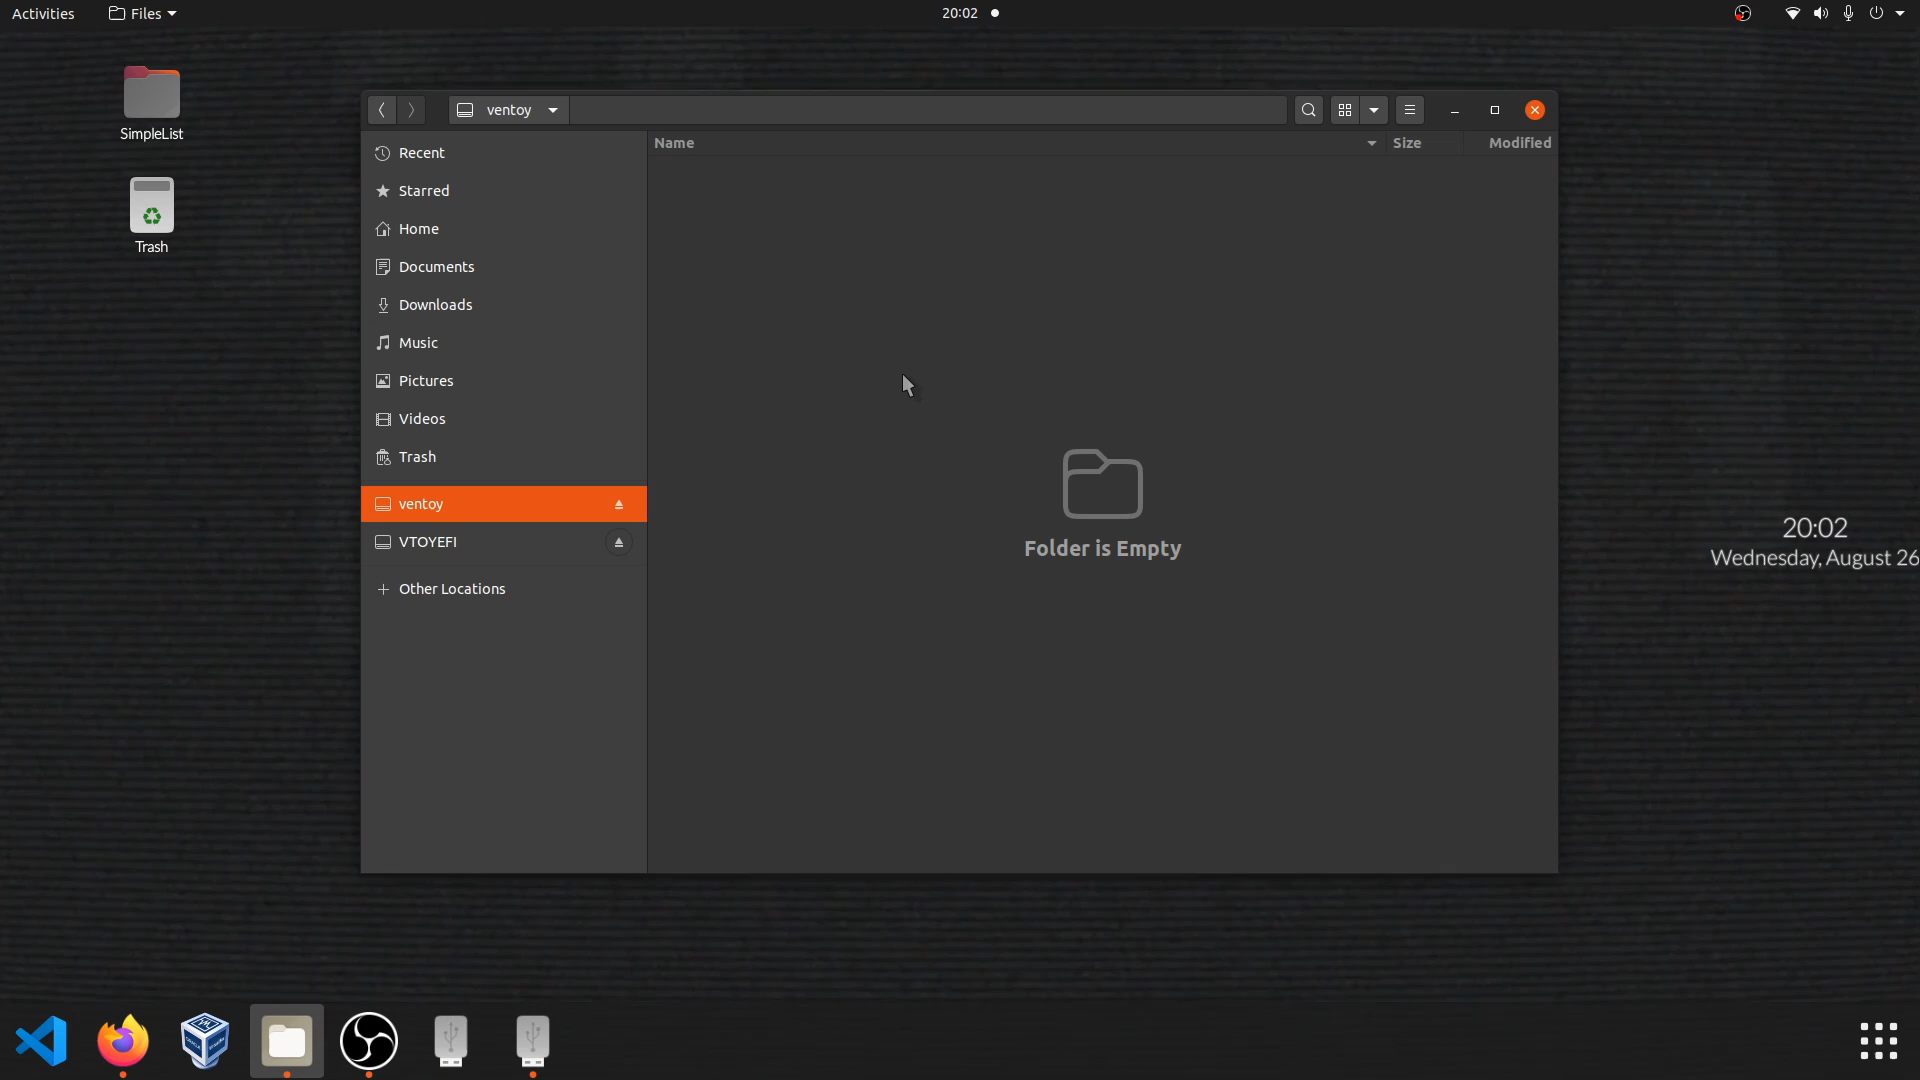 Activities
Files
20:02
SimpleList
Trash
ventoy
Name
Size
Modified
Recent
Starred
Home
Documents
Downloads
Music
Pictures
Videos
Trash
ventoy
VTOYEFI
Other Locations
Folder is Empty
20:02
Wednesday, August 26